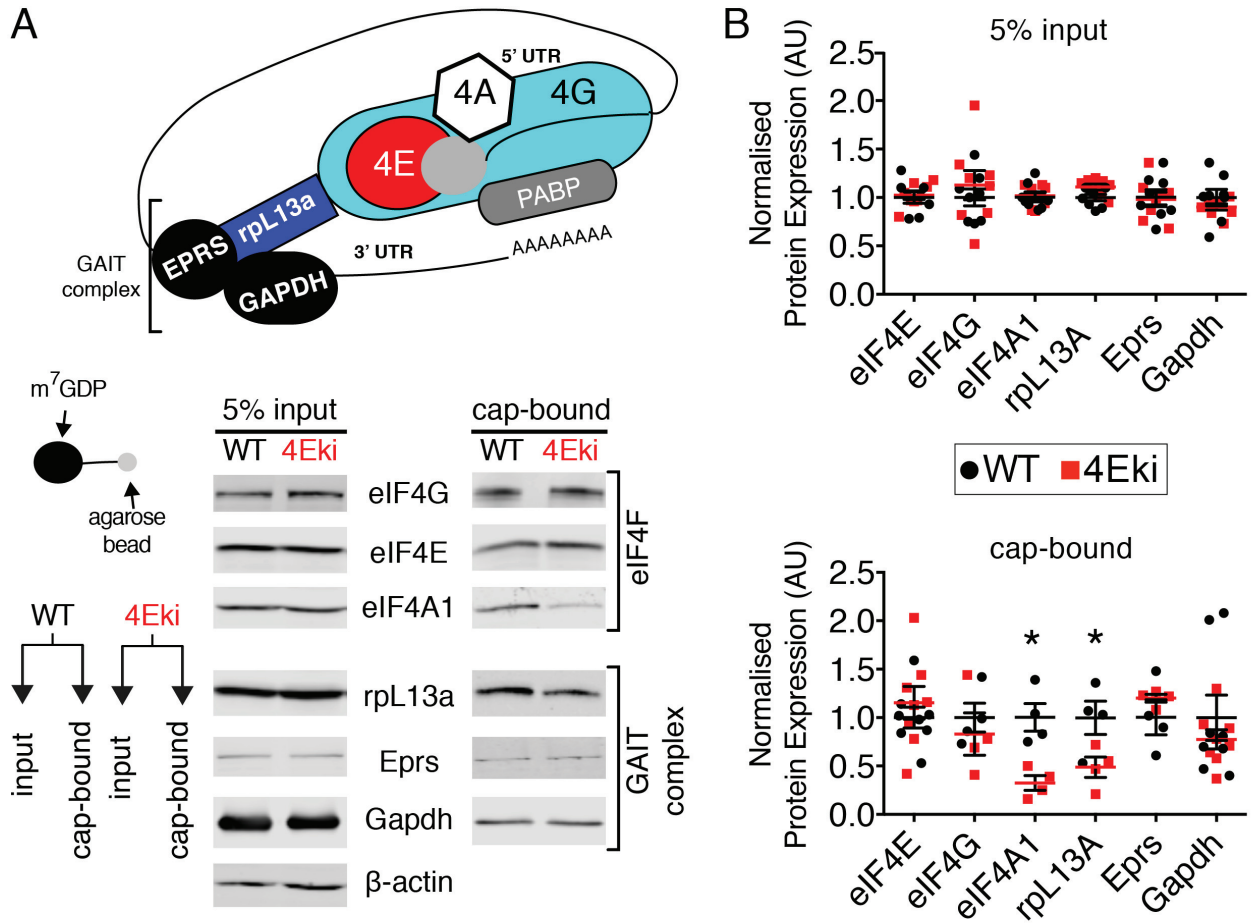 A
5’ UTR
4A
4G
4E
PABP
rpL13a
EPRS
GAPDH
GAIT
complex
3’ UTR
AAAAAAAA
m⁷GDP
agarose
bead
WT
4Eki
input
cap-bound
input
cap-bound
5% input
cap-bound
WT 4Eki
WT 4Eki
eIF4G
eIF4E
eIF4A1
eIF4F
rpL13a
Eprs
Gapdh
GAIT
complex
β-actin
B
5% input
Normalised
Protein Expression (AU)
2.5
2.0
1.5
1.0
0.5
0.0
eIF4E
eIF4G
eIF4A1
rpL13A
Eprs
Gapdh
WT 4Eki
cap-bound
Normalised
Protein Expression (AU)
2.5
2.0
1.5
1.0
0.5
0.0
* *
eIF4E
eIF4G
eIF4A1
rpL13A
Eprs
Gapdh